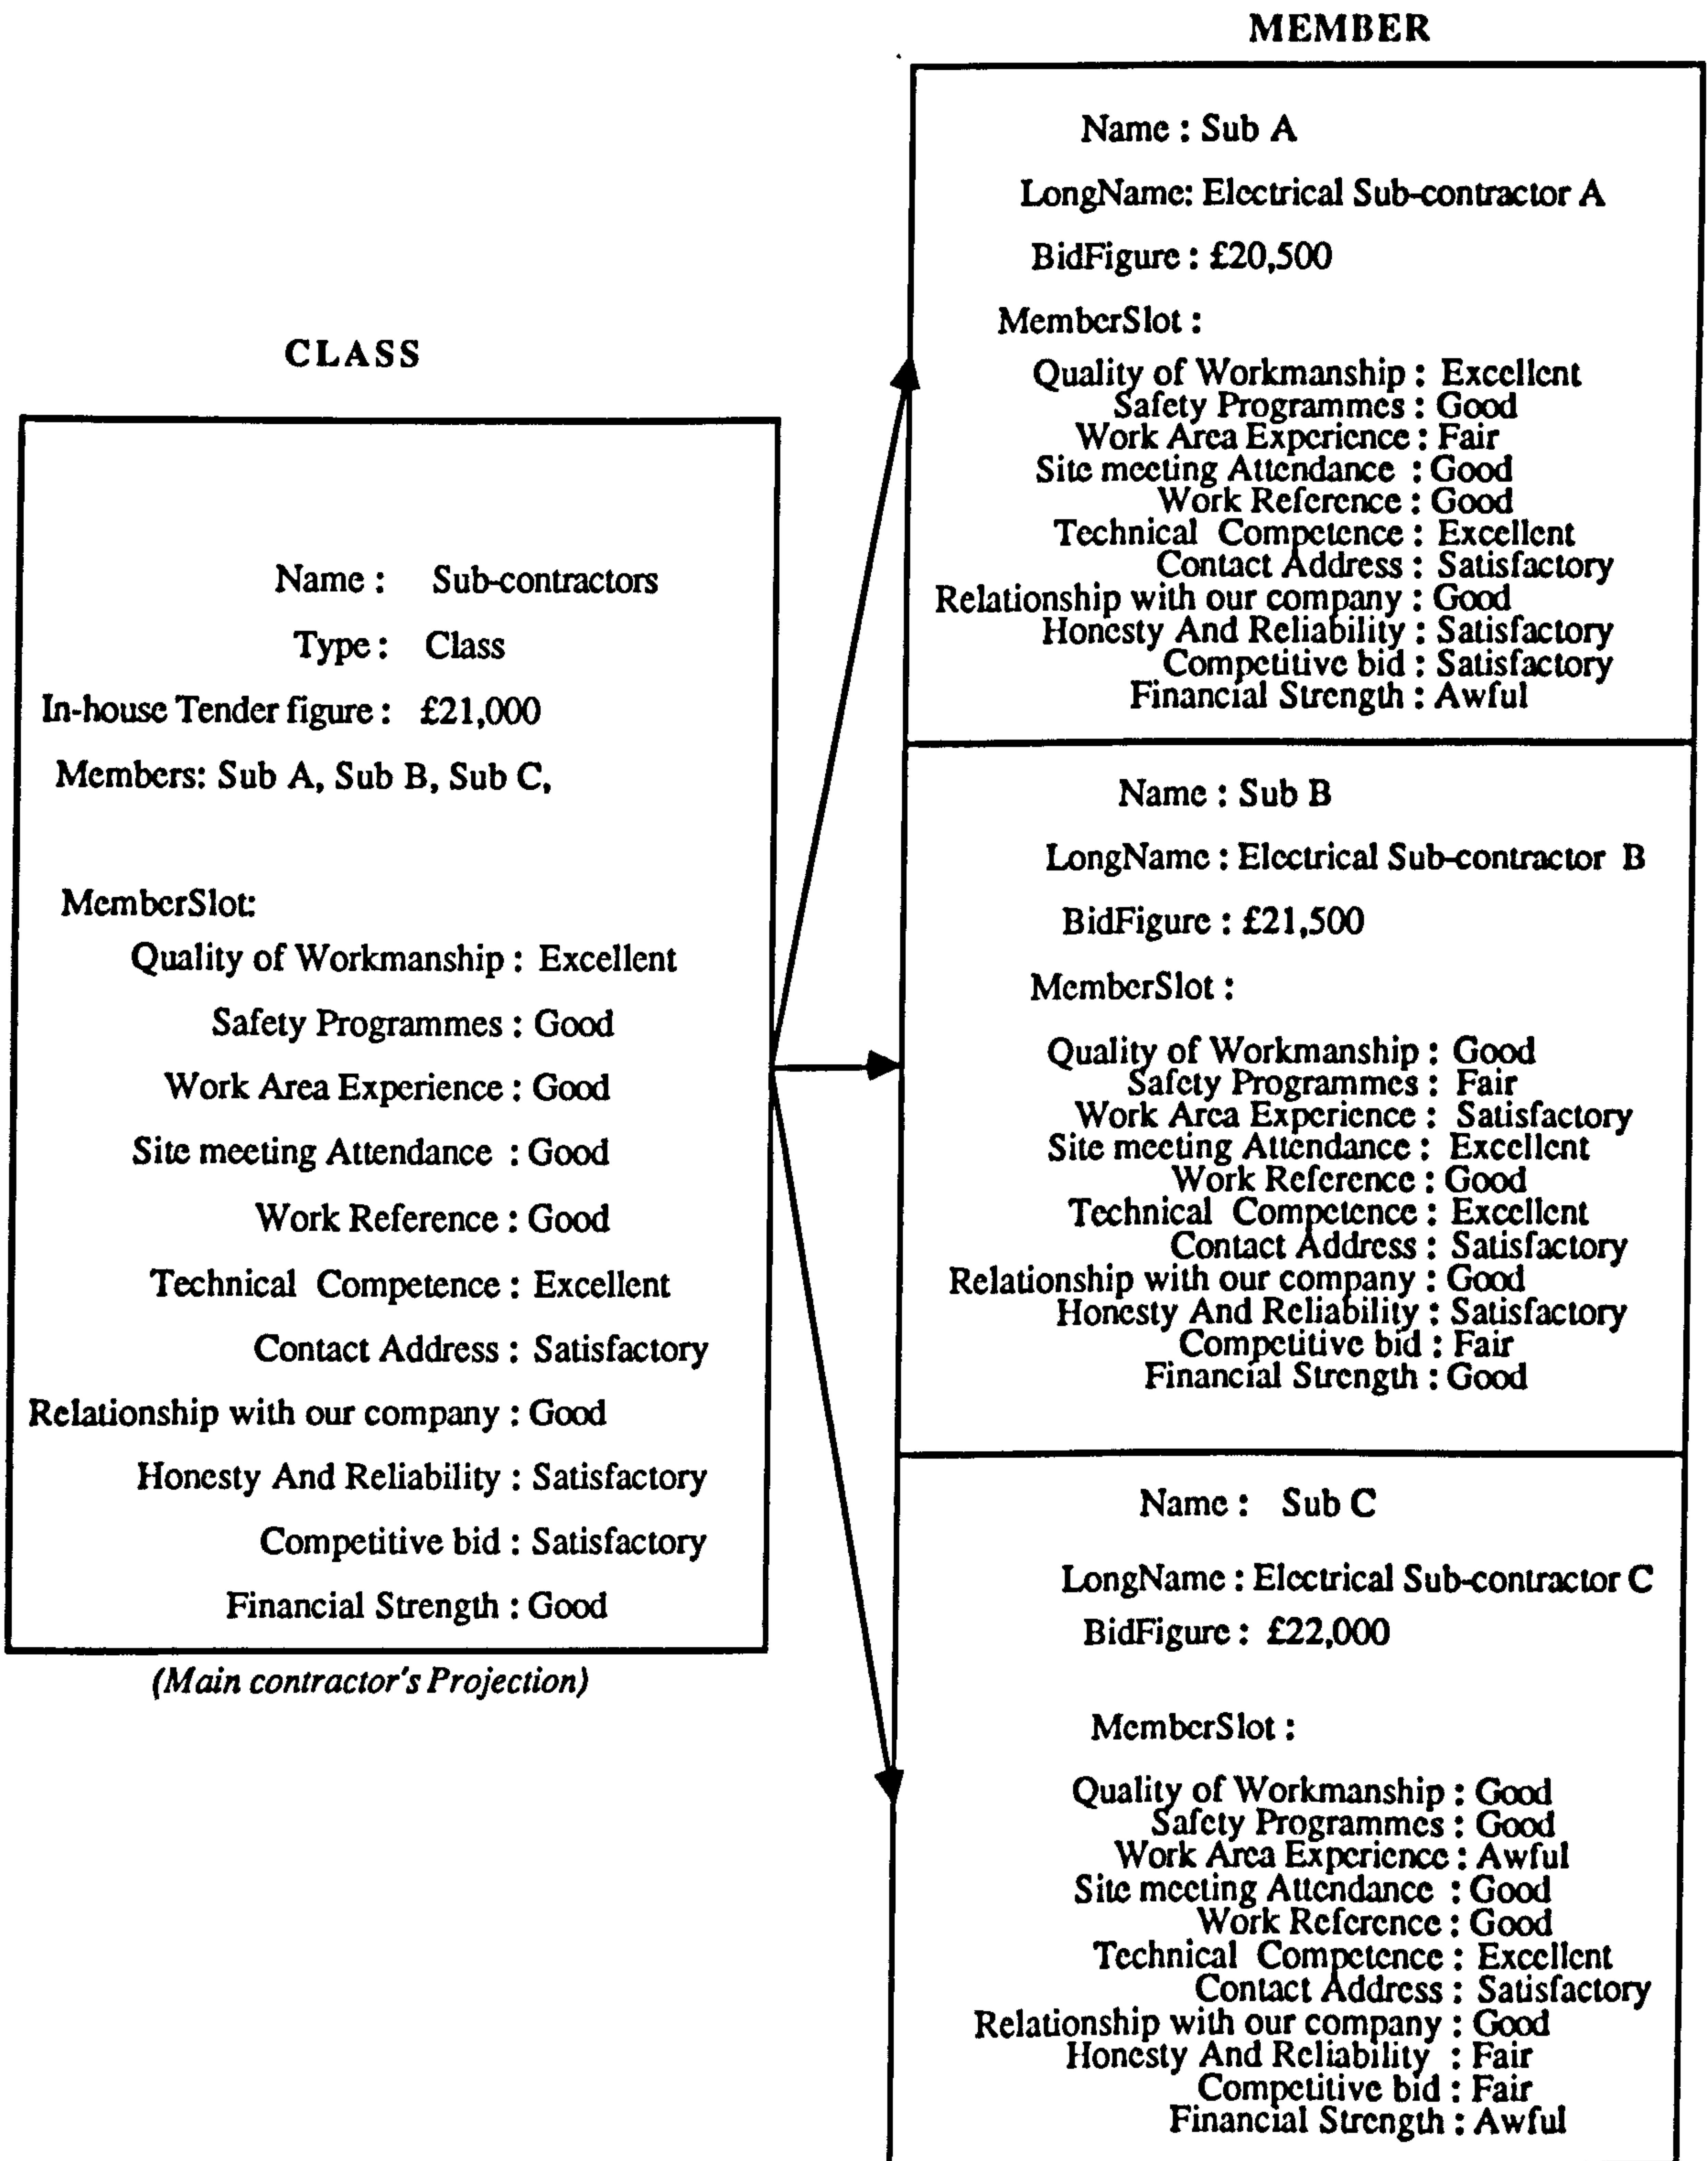 CLASS
Name : Sub-contractors
Type : Class
In-house Tender figure : £21,000
Members: Sub A, Sub B, Sub C,
MemberSlot:
Quality of Workmanship : Excellent
Safety Programmes : Good
Work Area Experience : Good
Site meeting Attendance : Good
Work Reference : Good
Technical Competence : Excellent
Contact Address : Satisfactory
Relationship with our company : Good
Honesty And Reliability : Satisfactory
Competitive bid : Satisfactory
Financial Strength : Good
(Main contractor's Projection)
MEMBER
Name : Sub A
LongName: Electrical Sub-contractor A
BidFigure : £20,500
MemberSlot :
Quality of Workmanship : Excellent
Safety Programmes : Good
Work Area Experience : Fair
Site meeting Attendance : Good
Work Reference : Good
Technical Competence : Excellent
Contact Address : Satisfactory
Relationship with our company : Good
Honesty And Reliability : Satisfactory
Competitive bid : Satisfactory
Financial Strength : Awful
Name : Sub B
LongName : Electrical Sub-contractor B
BidFigure : £21,500
MemberSlot :
Quality of Workmanship : Good
Safety Programmes : Fair
Work Area Experience : Satisfactory
Site meeting Attendance : Excellent
Work Reference : Good
Technical Competence : Excellent
Contact Address : Satisfactory
Relationship with our company : Good
Honesty And Reliability : Satisfactory
Competitive bid : Fair
Financial Strength : Good
Name : Sub C
LongName : Electrical Sub-contractor C
BidFigure : £22,000
MemberSlot :
Quality of Workmanship : Good
Safety Programmes : Good
Work Area Experience : Awful
Site meeting Attendance : Good
Work Reference : Good
Technical Competence : Excellent
Contact Address : Satisfactory
Relationship with our company : Good
Honesty And Reliability : Fair
Competitive bid : Fair
Financial Strength : Awful